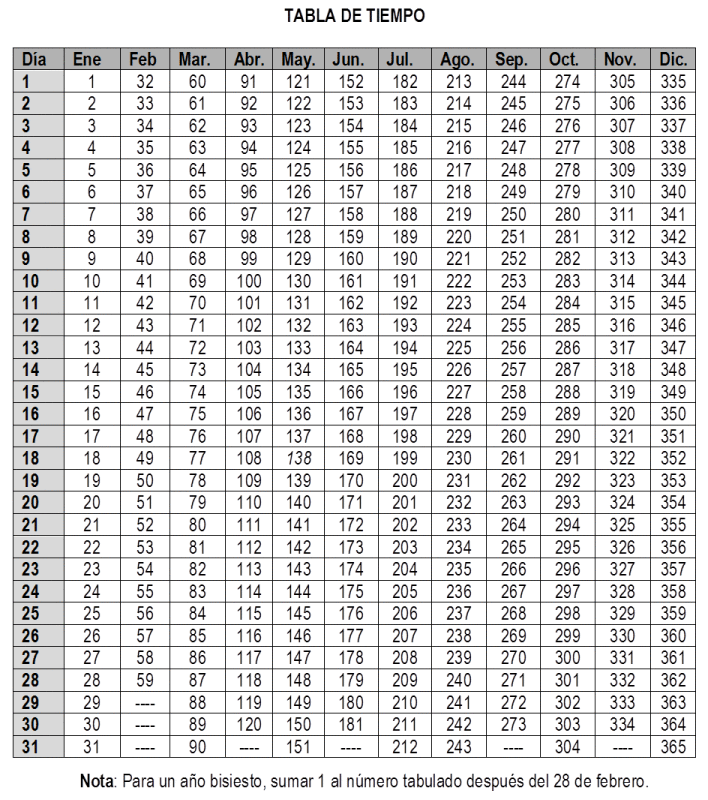 TABLA DE TIEMPO
Día Ene Feb Mar. Abr. May. Jun. Jul. Ago. Sep. Oct. Nov. Dic.
1 1 32 60 91 121 152 182 213 244 274 305 335
2 2 33 61 92 122 153 183 214 245 275 306 336
3 3 34 62 93 123 154 184 215 246 276 307 337
4 4 35 63 94 124 155 185 216 247 277 308 338
5 5 36 64 95 125 156 186 217 248 278 309 339
6 6 37 65 96 126 157 187 218 249 279 310 340
7 7 38 66 97 127 158 188 219 250 280 311 341
8 8 39 67 98 128 159 189 220 251 281 312 342
9 9 40 68 99 129 160 190 221 252 282 313 343
10 10 41 69 100 130 161 191 222 253 283 314 344
11 11 42 70 101 131 162 192 223 254 284 315 345
12 12 43 71 102 132 163 193 224 255 285 316 346
13 13 44 72 103 133 164 194 225 256 286 317 347
14 14 45 73 104 134 165 195 226 257 287 318 348
15 15 46 74 105 135 166 196 227 258 288 319 349
16 16 47 75 106 136 167 197 228 259 289 320 350
17 17 48 76 107 137 168 198 229 260 290 321 351
18 18 49 77 108 138 169 199 230 261 291 322 352
19 19 50 78 109 139 170 200 231 262 292 323 353
20 20 51 79 110 140 171 201 232 263 293 324 354
21 21 52 80 111 141 172 202 233 264 294 325 355
22 22 53 81 112 142 173 203 234 265 295 326 356
23 23 54 82 113 143 174 204 235 266 296 327 357
24 24 55 83 114 144 175 205 236 267 297 328 358
25 25 56 84 115 145 176 206 237 268 298 329 359
26 26 57 85 116 146 177 207 238 269 299 330 360
27 27 58 86 117 147 178 208 239 270 300 331 361
28 28 59 87 118 148 179 209 240 271 301 332 362
29 29 ---- 88 119 149 180 210 241 272 302 333 363
30 30 ---- 89 120 150 181 211 242 273 303 334 364
31 31 ---- 90 ---- 151 ---- 212 243 ---- 304 ---- 365
Nota: Para un año bisiesto, sumar 1 al número tabulado después del 28 de febrero.